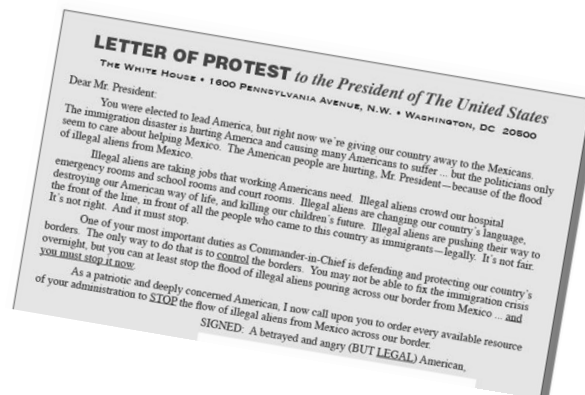 LETTER OF PROTEST to the President of The United States
THE WHITE HOUSE • 1600 PENNSYLVANIA AVENUE, N.W. • WASHINGTON, DC 20500
Dear Mr. President:
You were elected to lead America, but right now we're giving our country away to the Mexicans.
The immigration disaster is hurting America and causing many Americans to suffer ... but the politicians only
seem to care about helping Mexico. The American people are hurting, Mr. President—because of the flood
of illegal aliens from Mexico.
Illegal aliens are taking jobs that working Americans need. Illegal aliens crowd our hospital
emergency rooms and school rooms and court rooms. Illegal aliens are changing our country's language,
destroying our American way of life, and killing our children's future. Illegal aliens are pushing their way to
the front of the line, in front of all the people who came to this country as immigrants—legally. It's not fair.
It's not right. And it must stop.
One of your most important duties as Commander-in-Chief is defending and protecting our country's
borders. The only way to do that is to control the borders. You may not be able to fix the immigration crisis
overnight, but you can at least stop the flood of illegal aliens pouring across our border from Mexico ... and
you must stop it now.
As a patriotic and deeply concerned American, I now call upon you to order every available resource
of your administration to STOP the flow of illegal aliens from Mexico across our border.
SIGNED: A betrayed and angry (BUT LEGAL) American,